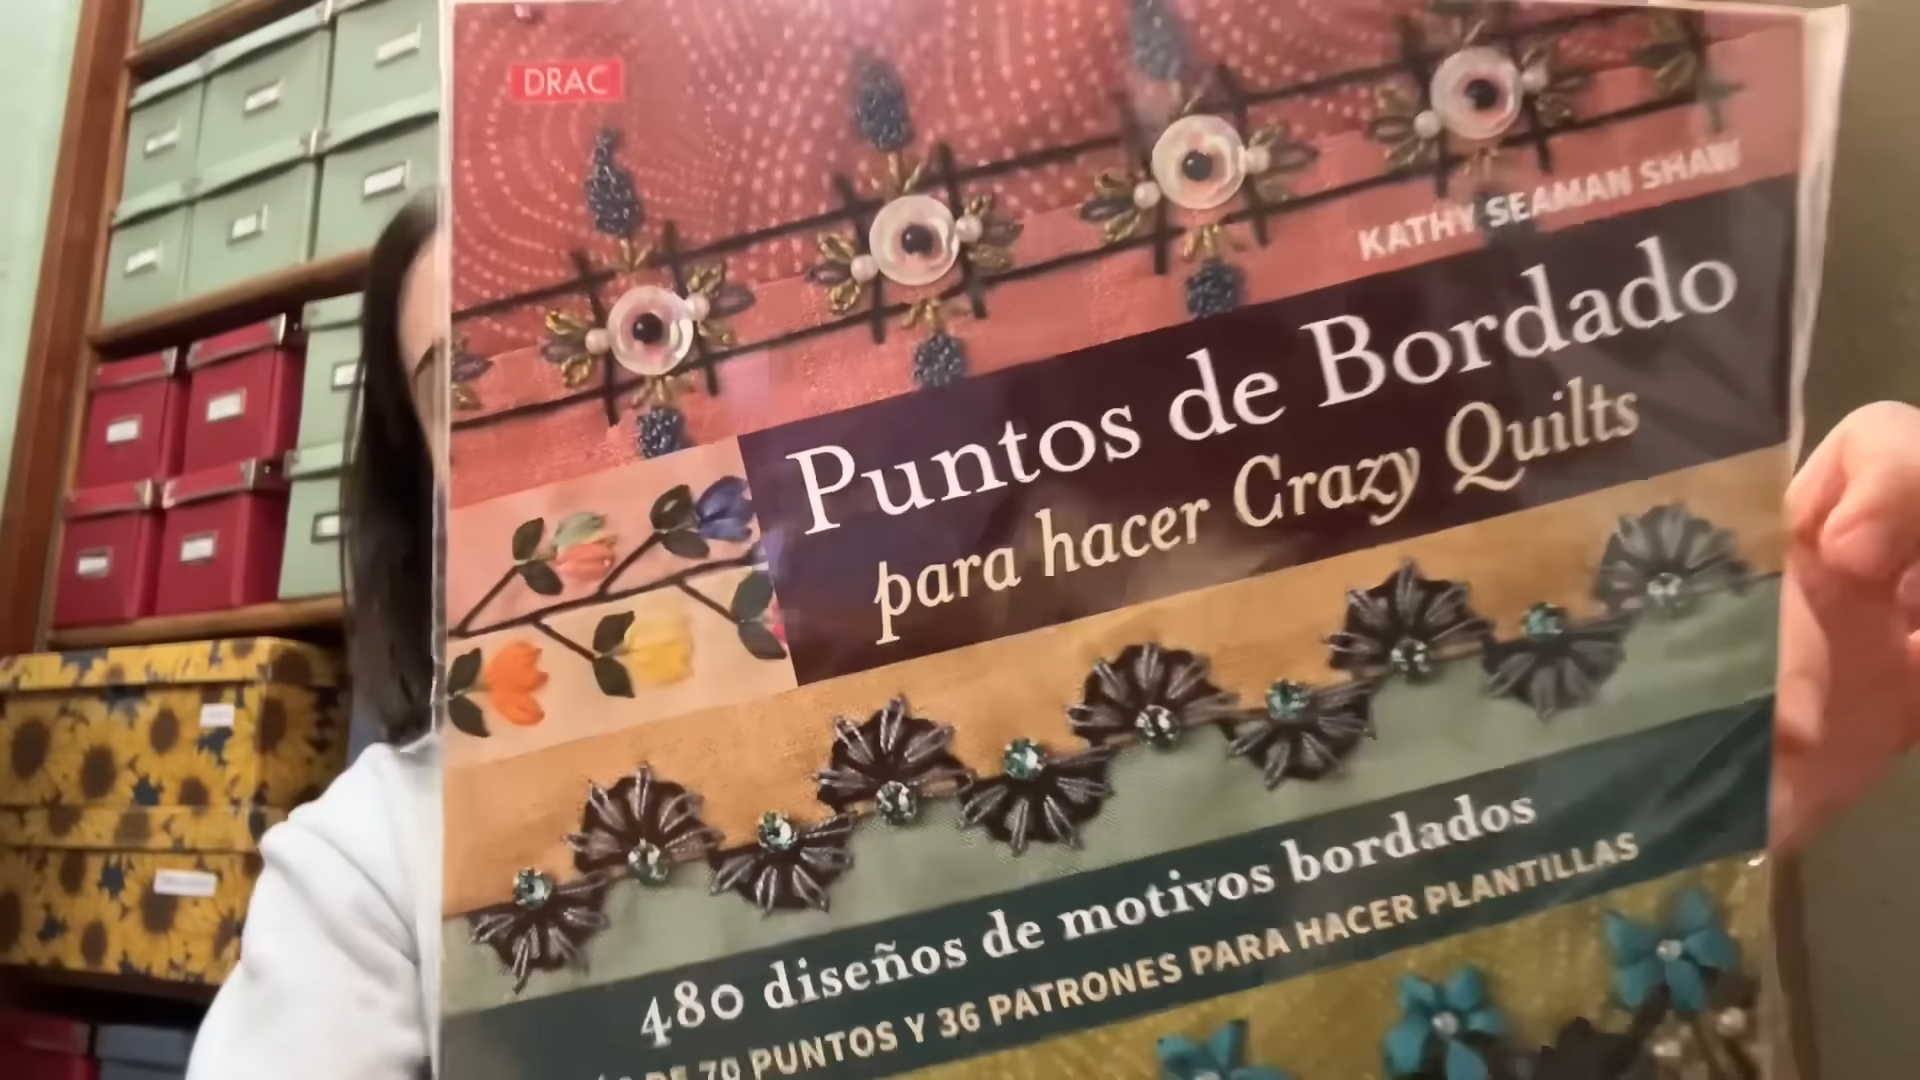 DRAC
KATHY SEAMAN SHAW
Puntos de Bordado
para hacer Crazy Quilts
480 diseños de motivos bordados
DE 70 PUNTOS Y 36 PATRONES PARA HACER PLANTILLAS